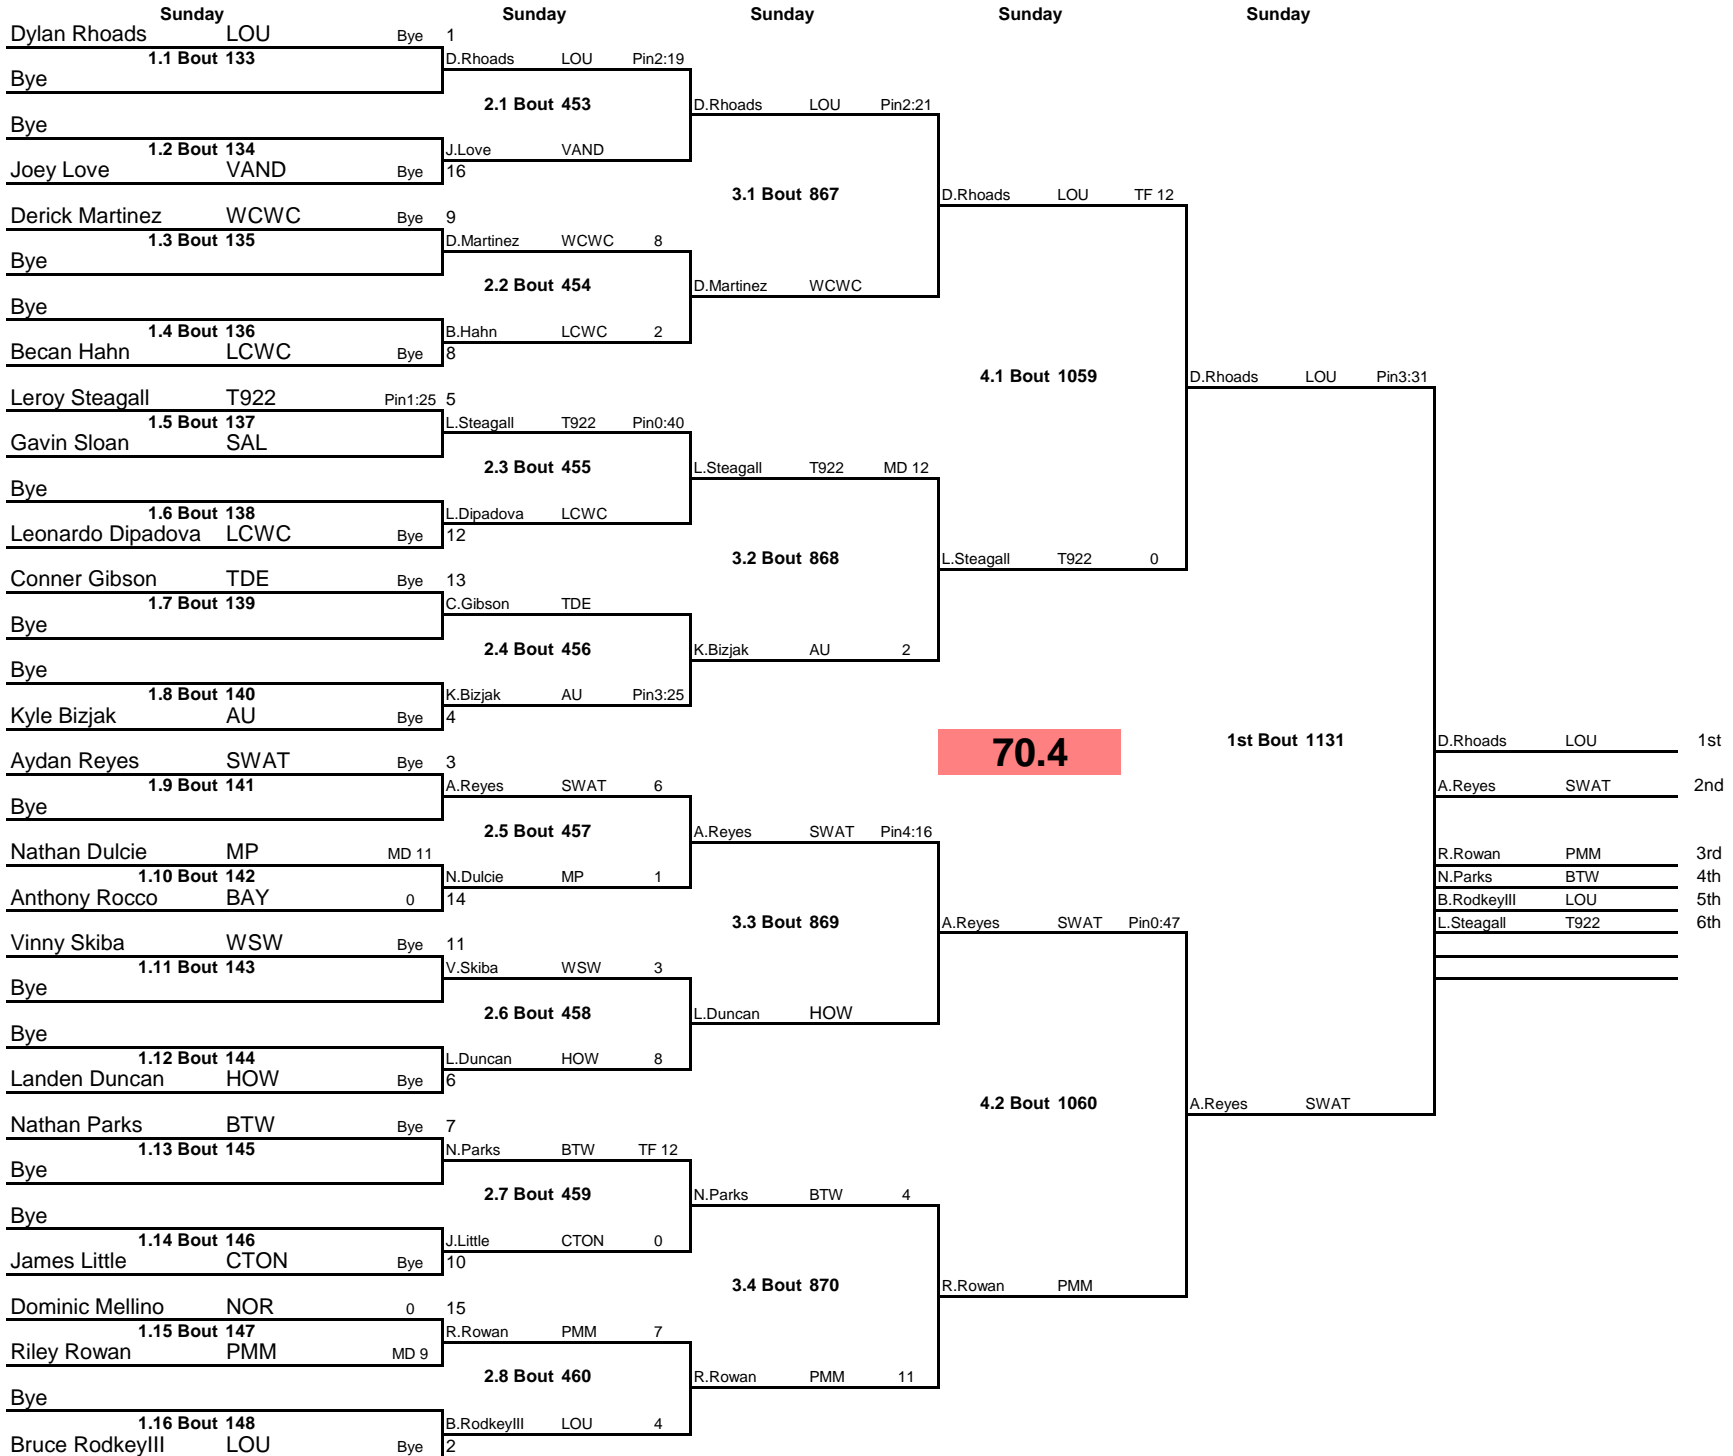 Sunday Sunday Sunday Sunday Sunday
Dylan Rhoads LOU Bye 1
1.1 Bout 133 D.Rhoads LOU Pin2:19
Bye
2.1 Bout 453 D.Rhoads LOU Pin2:21
Bye
1.2 Bout 134 J.Love VAND
Joey Love VAND Bye 16
3.1 Bout 867 D.Rhoads LOU TF 12
Derick Martinez WCWC Bye 9
1.3 Bout 135 D.Martinez WCWC 8
Bye
2.2 Bout 454 D.Martinez WCWC
Bye
1.4 Bout 136 B.Hahn LCWC 2
Becan Hahn LCWC Bye 8
4.1 Bout 1059 D.Rhoads LOU Pin3:31
Leroy Steagall T922 Pin1:25 5
1.5 Bout 137 L.Steagall T922 Pin0:40
Gavin Sloan SAL
2.3 Bout 455 L.Steagall T922 MD 12
Bye
1.6 Bout 138 L.Dipadova LCWC
Leonardo Dipadova LCWC Bye 12
3.2 Bout 868 L.Steagall T922 0
Conner Gibson TDE Bye 13
1.7 Bout 139 C.Gibson TDE
Bye
2.4 Bout 456 K.Bizjak AU 2
Bye
1.8 Bout 140 K.Bizjak AU Pin3:25
Kyle Bizjak AU Bye 4
70.4 1st Bout 1131 D.Rhoads LOU 1st
Aydan Reyes SWAT Bye 3
1.9 Bout 141 A.Reyes SWAT 6 A.Reyes SWAT 2nd
Bye
2.5 Bout 457 A.Reyes SWAT Pin4:16
Nathan Dulcie MP MD 11 R.Rowan PMM 3rd
1.10 Bout 142 N.Dulcie MP 1 N.Parks BTW 4th
Anthony Rocco BAY 0 14 B.RodkeyIII LOU 5th
3.3 Bout 869 A.Reyes SWAT Pin0:47 L.Steagall T922 6th
Vinny Skiba WSW Bye 11
1.11 Bout 143 V.Skiba WSW 3
Bye
2.6 Bout 458 L.Duncan HOW
Bye
1.12 Bout 144 L.Duncan HOW 8
Landen Duncan HOW Bye 6
4.2 Bout 1060 A.Reyes SWAT
Nathan Parks BTW Bye 7
1.13 Bout 145 N.Parks BTW TF 12
Bye
2.7 Bout 459 N.Parks BTW 4
Bye
1.14 Bout 146 J.Little CTON 0
James Little CTON Bye 10
3.4 Bout 870 R.Rowan PMM
Dominic Mellino NOR 0 15
1.15 Bout 147 R.Rowan PMM 7
Riley Rowan PMM MD 9
2.8 Bout 460 R.Rowan PMM 11
Bye
1.16 Bout 148 B.RodkeyIII LOU 4
Bruce RodkeyIII LOU Bye 2